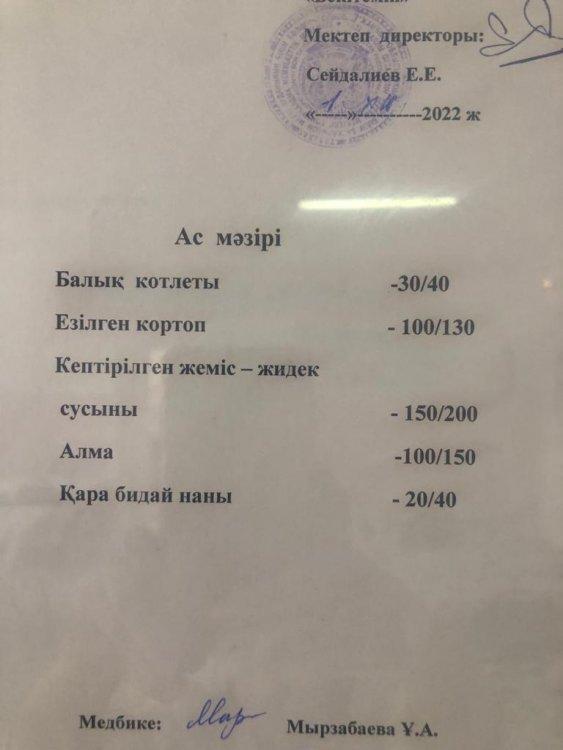 Мектеп директоры:
Сейдалиев Е.Е.
«-----»----------2022 ж
Ас мәзірі
Балық котлеты -30/40
Езілген кортоп - 100/130
Кептірілген жеміс – жидек
сусыны - 150/200
Алма -100/150
Қара бидай наны - 20/40
Медбике: Мырзабаева Ұ.А.